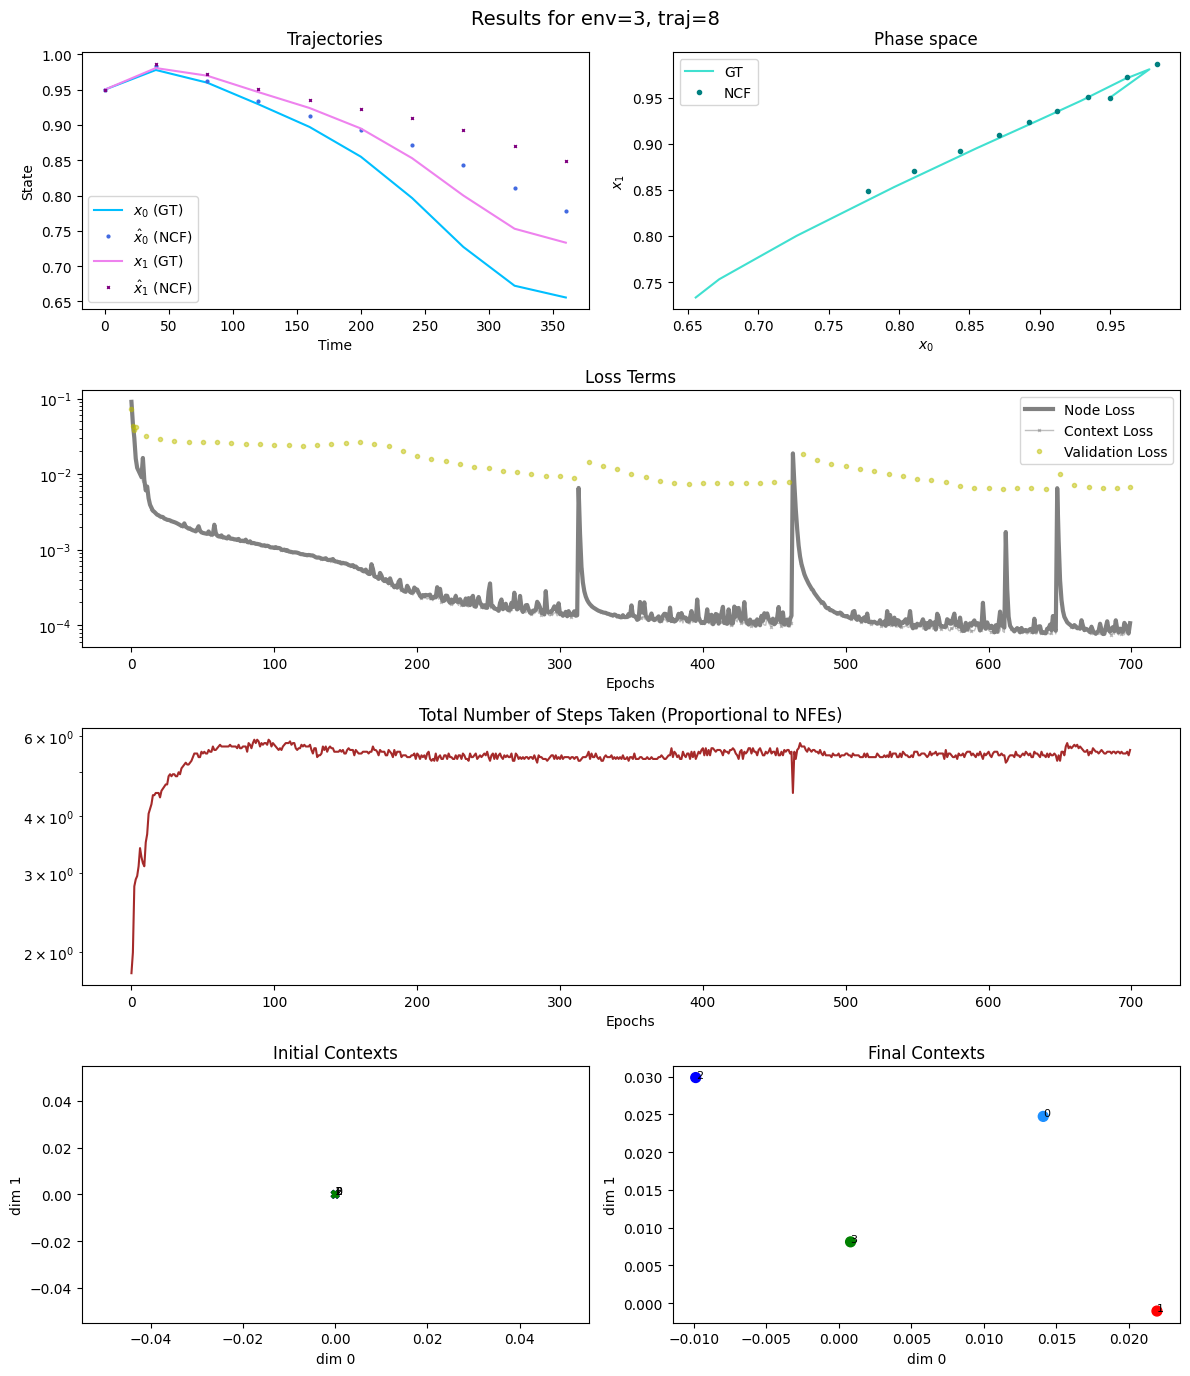 Results for env=3, traj=8
Trajectories
Phase space
1.00
0.95
0.90
0.85
0.80
0.75
0.70
0.65
State
x₀ (GT)
x̂₀ (NCF)
x₁ (GT)
x̂₁ (NCF)
0 50 100 150 200 250 300 350
Time
GT
NCF
0.95
0.90
0.85
0.80
0.75
x₁
0.65 0.70 0.75 0.80 0.85 0.90 0.95
x₀
Loss Terms
10⁻¹
10⁻²
10⁻³
10⁻⁴
Node Loss
Context Loss
Validation Loss
0 100 200 300 400 500 600 700
Epochs
Total Number of Steps Taken (Proportional to NFEs)
6 × 10⁰
4 × 10⁰
3 × 10⁰
2 × 10⁰
0 100 200 300 400 500 600 700
Epochs
Initial Contexts
0.04
0.02
0.00
−0.02
−0.04
dim 1
−0.04 −0.02 0.00 0.02 0.04
dim 0
Final Contexts
0.030
0.025
0.020
0.015
0.010
0.005
0.000
dim 1
2
0
3
1
−0.010 −0.005 0.000 0.005 0.010 0.015 0.020
dim 0